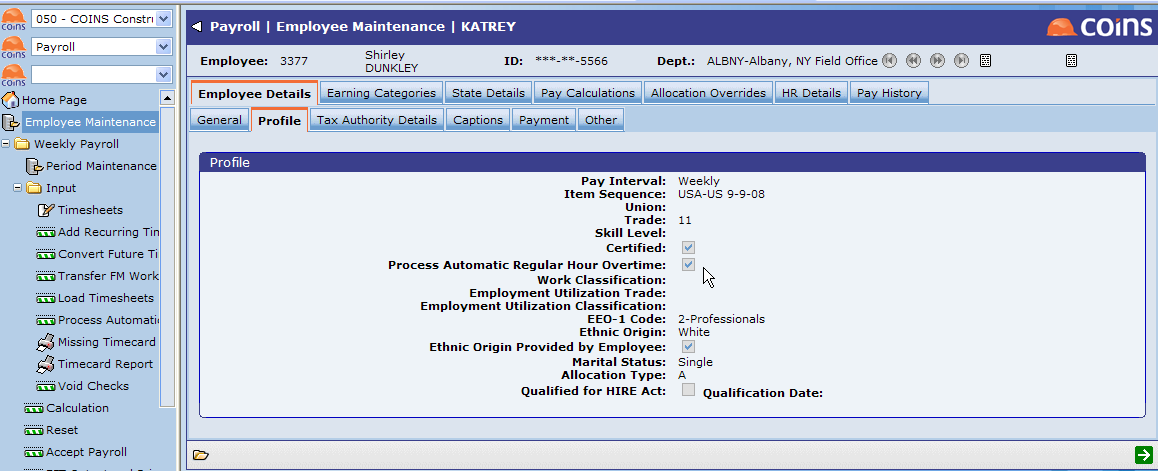 coins
050 - COINS Constru
Payroll | Employee Maintenance | KATREY
coins
coins
Payroll
coins
Employee: 3377 Shirley DUNKLEY ID: ***-**-5566 Dept.: ALBNY-Albany, NY Field Office
Home Page
Employee Maintenance
Weekly Payroll
Period Maintenance
Input
Timesheets
Add Recurring Tim
Convert Future Ti
Transfer FM Work
Load Timesheets
Process Automatic
Missing Timecard
Timecard Report
Void Checks
Calculation
Reset
Accept Payroll
Employee Details Earning Categories State Details Pay Calculations Allocation Overrides HR Details Pay History
General Profile Tax Authority Details Captions Payment Other
Profile
Pay Interval: Weekly
Item Sequence: USA-US 9-9-08
Union:
Trade: 11
Skill Level:
Certified:
Process Automatic Regular Hour Overtime:
Work Classification:
Employment Utilization Trade:
Employment Utilization Classification:
EEO-1 Code: 2-Professionals
Ethnic Origin: White
Ethnic Origin Provided by Employee:
Marital Status: Single
Allocation Type: A
Qualified for HIRE Act: Qualification Date: